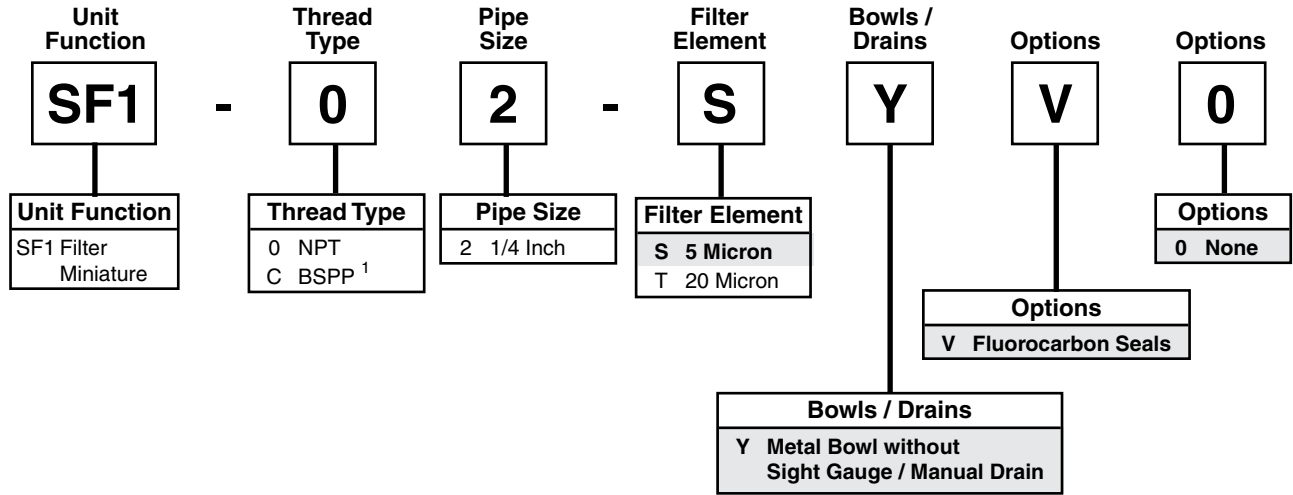 Unit
Function
Thread
Type
Pipe
Size
Filter
Element
Bowls /
Drains
Options
Options
SF1 - 0 2 - S Y V 0
Unit Function
SF1 Filter
Miniature
Thread Type
0 NPT
C BSPP 1
Pipe Size
2 1/4 Inch
Filter Element
S 5 Micron
T 20 Micron
Options
0 None
Options
V Fluorocarbon Seals
Bowls / Drains
Y Metal Bowl without
Sight Gauge / Manual Drain